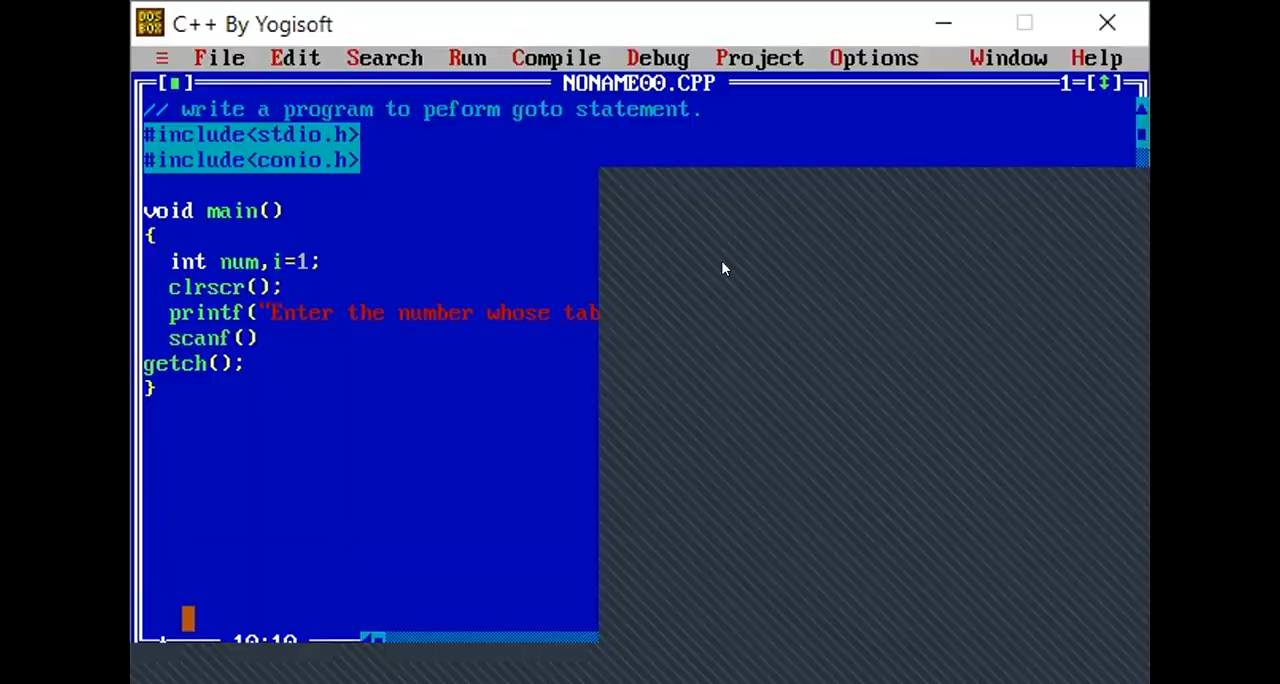 C++ By Yogisoft
≡ File Edit Search Run Compile Debug Project Options Window Help
[■] NONAME00.CPP 1=[↕]
// write a program to peform goto statement.
#include<stdio.h>
#include<conio.h>
void main()
{
int num,i=1;
clrscr();
printf("Enter the number whose tab
scanf()
getch();
}
10:10